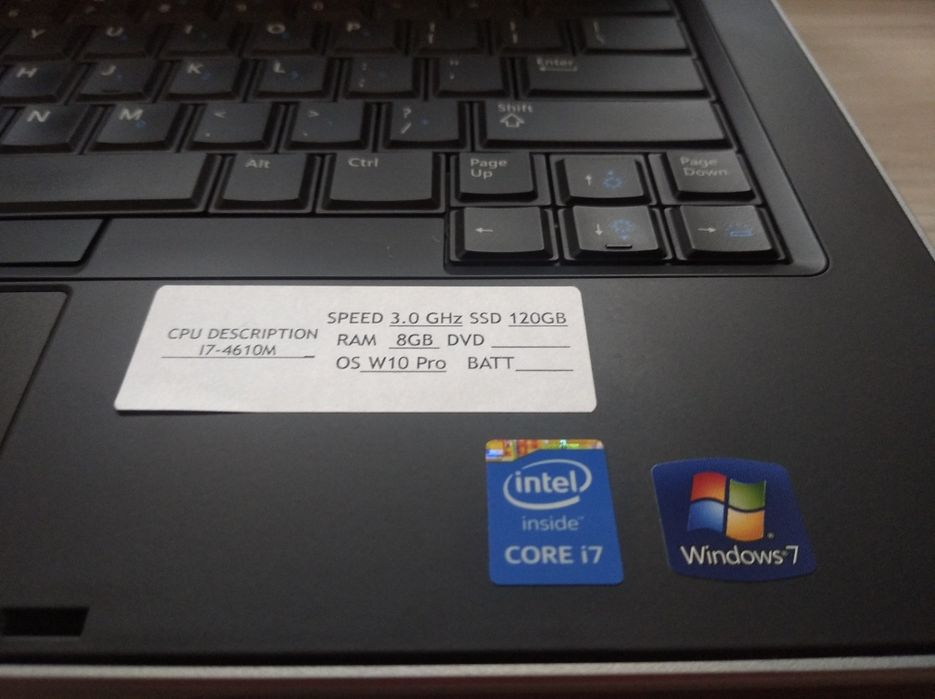 Y U I O P [ ] \
H J K L ; : ' " Enter
N M < , > . ? / Shift
Alt Ctrl Page Up ↑ Page Down
← ↓ →
CPU DESCRIPTION
I7-4610M
SPEED 3.0 GHz SSD 120GB
RAM 8GB DVD
OS W10 Pro BATT
intel
inside™
CORE i7
Windows®7